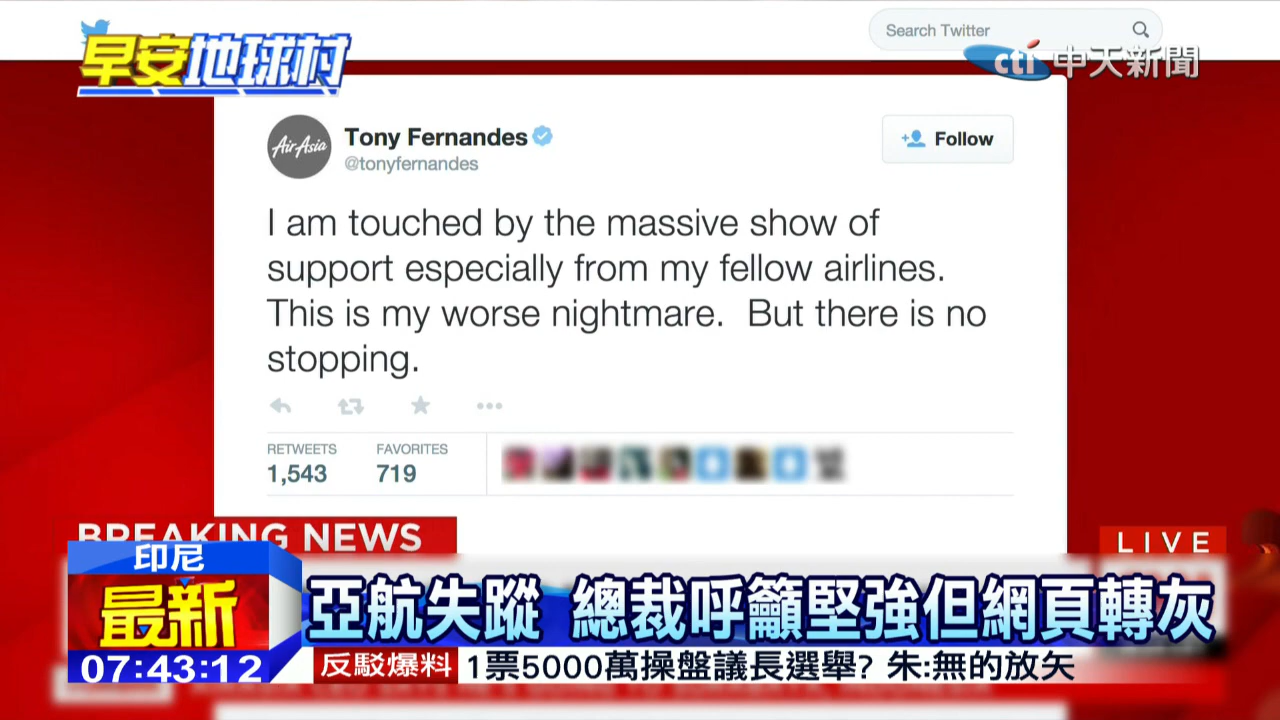 Search Twitter
早安地球村
cti 中天新聞
AirAsia
Tony Fernandes
@tonyfernandes
Follow
I am touched by the massive show of
support especially from my fellow airlines.
This is my worse nightmare. But there is no
stopping.
RETWEETS
1,543
FAVORITES
719
BREAKING NEWS
LIVE
印尼
最新
07:43:12
亞航失蹤 總裁呼籲堅強但網頁轉灰
反駁爆料 1票5000萬操盤議長選舉? 朱:無的放矢